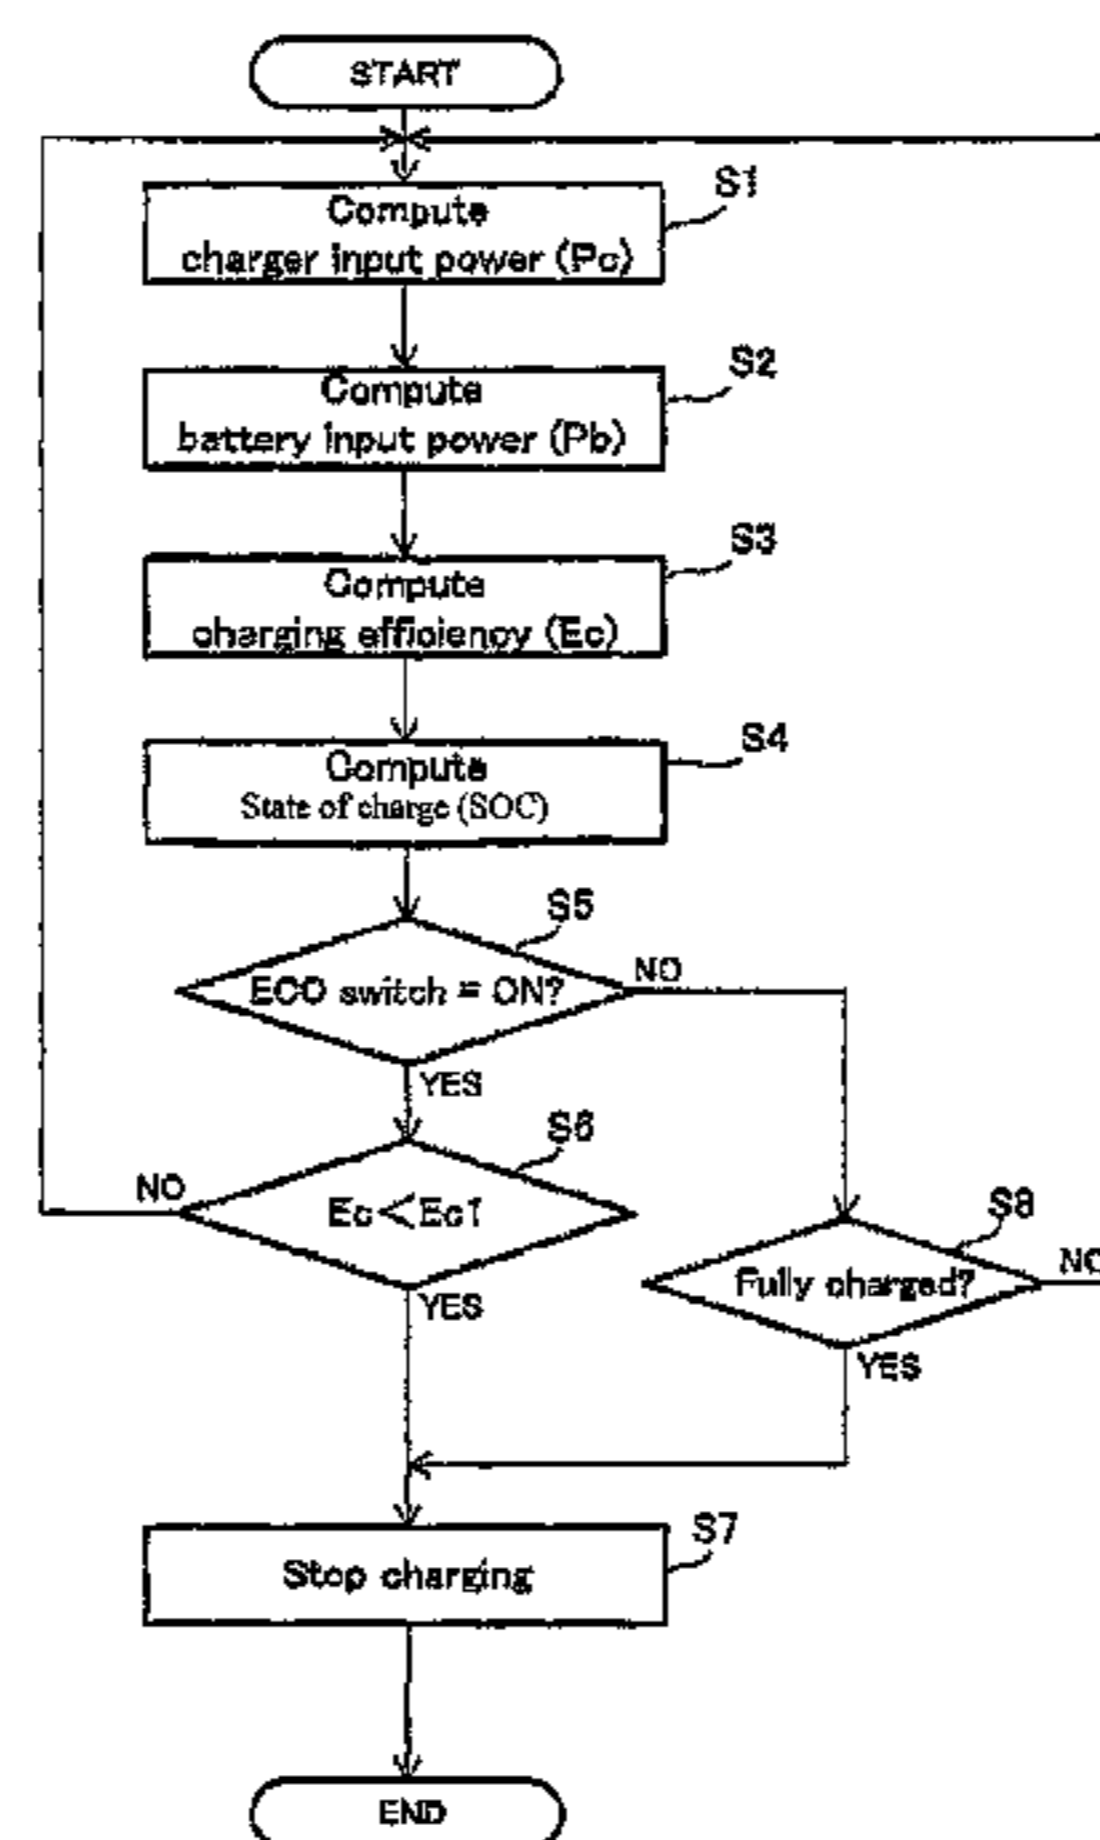 START
S1
Compute
charger input power (Pc)
S2
Compute
battery input power (Pb)
S3
Compute
charging efficiency (Ec)
S4
Compute
State of charge (SOC)
S5
ECO switch = ON?
NO
YES
S6
NO
Ec<Ec1
YES
S8
Fully charged?
NO
YES
S7
Stop charging
END